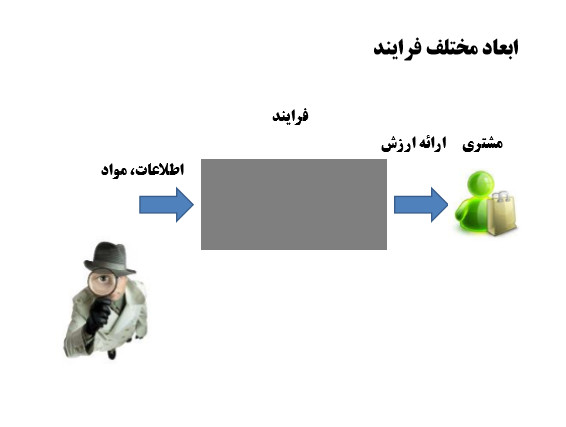 ابعاد مختلف فرایند
فرایند
مشتری
ارائه ارزش
اطلاعات، مواد